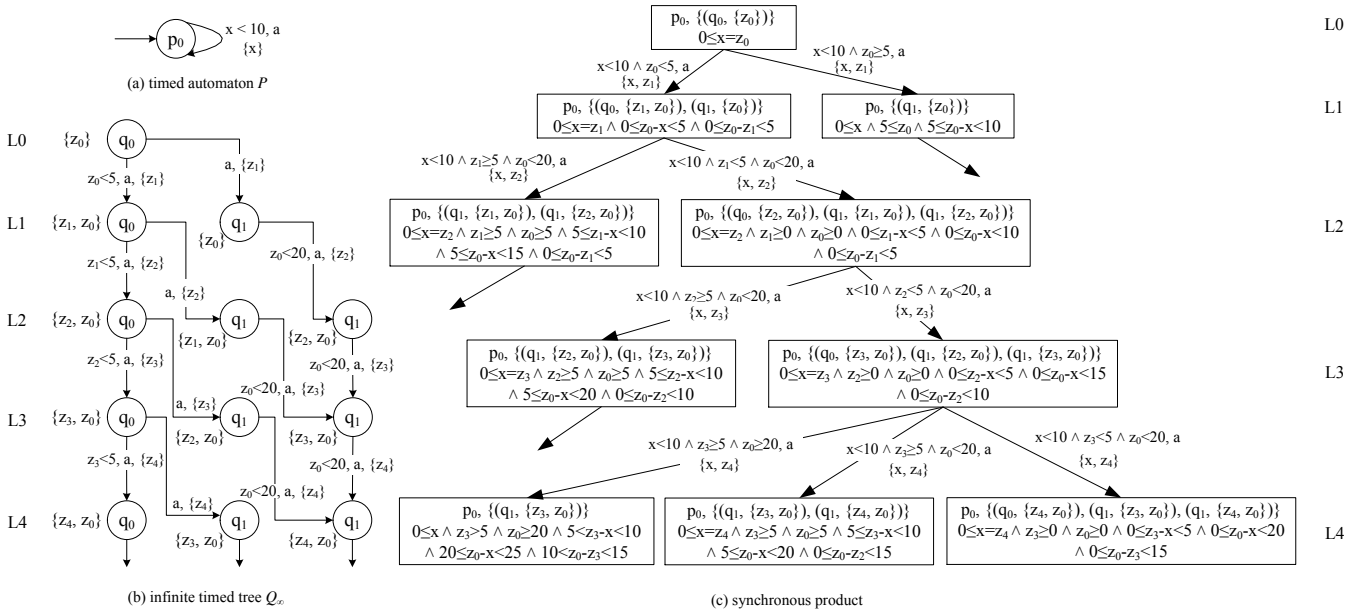 p₀
x < 10, a
{x}
(a) timed automaton P
L0
{z₀}
q₀
z₀<5, a, {z₁}
a, {z₁}
L1
{z₁, z₀}
q₀
q₁
{z₀}
z₁<5, a, {z₂}
a, {z₂}
z₀<20, a, {z₂}
L2
{z₂, z₀}
q₀
q₁
q₁
{z₁, z₀}
{z₂, z₀}
z₂<5, a, {z₃}
a, {z₃}
z₀<20, a, {z₃}
z₀<20, a, {z₃}
L3
{z₃, z₀}
q₀
q₁
q₁
{z₂, z₀}
{z₃, z₀}
z₃<5, a, {z₄}
a, {z₄}
z₀<20, a, {z₄}
z₀<20, a, {z₄}
L4
{z₄, z₀}
q₀
q₁
q₁
{z₃, z₀}
{z₄, z₀}
(b) infinite timed tree Q∞
p₀, {(q₀, {z₀})}
0≤x=z₀
L0
x<10 ^ z₀<5, a
{x, z₁}
x<10 ^ z₀≥5, a
{x, z₁}
p₀, {(q₀, {z₁, z₀}), (q₁, {z₀})}
0≤x=z₁ ^ 0≤z₀-x<5 ^ 0≤z₀-z₁<5
p₀, {(q₁, {z₀})}
0≤x ^ 5≤z₀ ^ 5≤z₀-x<10
L1
x<10 ^ z₁≥5 ^ z₀<20, a
{x, z₂}
x<10 ^ z₁<5 ^ z₀<20, a
{x, z₂}
p₀, {(q₁, {z₁, z₀}), (q₁, {z₂, z₀})}
0≤x=z₂ ^ z₁≥5 ^ z₀≥5 ^ 5≤z₁-x<10
^ 5≤z₀-x<15 ^ 0≤z₀-z₁<5
p₀, {(q₀, {z₂, z₀}), (q₁, {z₁, z₀}), (q₁, {z₂, z₀})}
0≤x=z₂ ^ z₁≥0 ^ z₀≥0 ^ 0≤z₁-x<5 ^ 0≤z₀-x<10
^ 0≤z₀-z₁<5
L2
x<10 ^ z₂≥5 ^ z₀<20, a
{x, z₃}
x<10 ^ z₂<5 ^ z₀<20, a
{x, z₃}
p₀, {(q₁, {z₂, z₀}), (q₁, {z₃, z₀})}
0≤x=z₃ ^ z₂≥5 ^ z₀≥5 ^ 5≤z₂-x<10
^ 5≤z₀-x<20 ^ 0≤z₀-z₂<10
p₀, {(q₀, {z₃, z₀}), (q₁, {z₂, z₀}), (q₁, {z₃, z₀})}
0≤x=z₃ ^ z₂≥0 ^ z₀≥0 ^ 0≤z₂-x<5 ^ 0≤z₀-x<15
^ 0≤z₀-z₂<10
L3
x<10 ^ z₃≥5 ^ z₀≥20, a
{x, z₄}
x<10 ^ z₃≥5 ^ z₀<20, a
{x, z₄}
x<10 ^ z₃<5 ^ z₀<20, a
{x, z₄}
p₀, {(q₁, {z₃, z₀})}
0≤x ^ z₃>5 ^ z₀≥20 ^ 5<z₃-x<10
^ 20≤z₀-x<25 ^ 10<z₀-z₃<15
p₀, {(q₁, {z₃, z₀}), (q₁, {z₄, z₀})}
0≤x=z₄ ^ z₃≥5 ^ z₀≥5 ^ 5≤z₃-x<10
^ 5≤z₀-x<20 ^ 0≤z₀-z₂<15
p₀, {(q₀, {z₄, z₀}), (q₁, {z₃, z₀}), (q₁, {z₄, z₀})}
0≤x=z₄ ^ z₃≥0 ^ z₀≥0 ^ 0≤z₃-x<5 ^ 0≤z₀-x<20
^ 0≤z₀-z₃<15
L4
(c) synchronous product